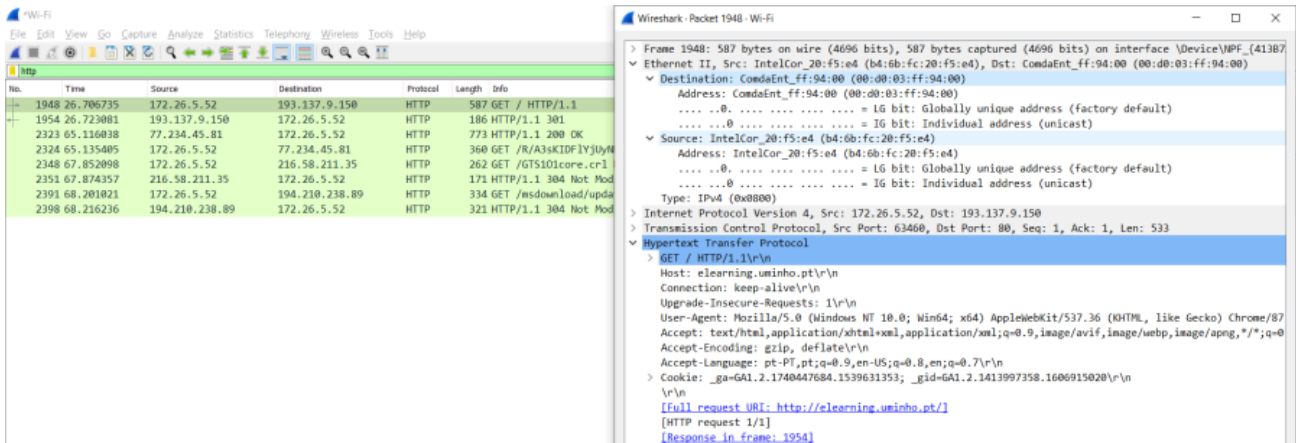 *Wi-Fi
File Edit View Go Capture Analyze Statistics Telephony Wireless Tools Help
http
No. Time Source Destination Protocol Length Info
1948 26.706735 172.26.5.52 193.137.9.150 HTTP 587 GET / HTTP/1.1
1954 26.723081 193.137.9.150 172.26.5.52 HTTP 186 HTTP/1.1 301
2323 65.116038 77.234.45.81 172.26.5.52 HTTP 773 HTTP/1.1 200 OK
2324 65.135405 172.26.5.52 77.234.45.81 HTTP 360 GET /R/A3sKIDFlYjUyN
2348 67.852098 172.26.5.52 216.58.211.35 HTTP 262 GET /GTS1O1core.crl
2351 67.874357 216.58.211.35 172.26.5.52 HTTP 171 HTTP/1.1 304 Not Mod
2391 68.201021 172.26.5.52 194.210.238.89 HTTP 334 GET /msdownload/upda
2398 68.216236 194.210.238.89 172.26.5.52 HTTP 321 HTTP/1.1 304 Not Mod
Wireshark · Packet 1948 · Wi-Fi
Frame 1948: 587 bytes on wire (4696 bits), 587 bytes captured (4696 bits) on interface \Device\NPF_{413B7
Ethernet II, Src: IntelCor_20:f5:e4 (b4:6b:fc:20:f5:e4), Dst: ComdaEnt_ff:94:00 (00:d0:03:ff:94:00)
Destination: ComdaEnt_ff:94:00 (00:d0:03:ff:94:00)
Address: ComdaEnt_ff:94:00 (00:d0:03:ff:94:00)
.... ..0. .... .... .... .... = LG bit: Globally unique address (factory default)
.... ...0 .... .... .... .... = IG bit: Individual address (unicast)
Source: IntelCor_20:f5:e4 (b4:6b:fc:20:f5:e4)
Address: IntelCor_20:f5:e4 (b4:6b:fc:20:f5:e4)
.... ..0. .... .... .... .... = LG bit: Globally unique address (factory default)
.... ...0 .... .... .... .... = IG bit: Individual address (unicast)
Type: IPv4 (0x0800)
Internet Protocol Version 4, Src: 172.26.5.52, Dst: 193.137.9.150
Transmission Control Protocol, Src Port: 63460, Dst Port: 80, Seq: 1, Ack: 1, Len: 533
Hypertext Transfer Protocol
GET / HTTP/1.1\r\n
Host: elearning.uminho.pt\r\n
Connection: keep-alive\r\n
Upgrade-Insecure-Requests: 1\r\n
User-Agent: Mozilla/5.0 (Windows NT 10.0; Win64; x64) AppleWebKit/537.36 (KHTML, like Gecko) Chrome/87
Accept: text/html,application/xhtml+xml,application/xml;q=0.9,image/avif,image/webp,image/apng,*/*;q=0
Accept-Encoding: gzip, deflate\r\n
Accept-Language: pt-PT,pt;q=0.9,en-US;q=0.8,en;q=0.7\r\n
Cookie: _ga=GA1.2.1740447684.1539631353; _gid=GA1.2.1413997358.1606915020\r\n
\r\n
[Full request URI: http://elearning.uminho.pt/]
[HTTP request 1/1]
[Response in frame: 1954]